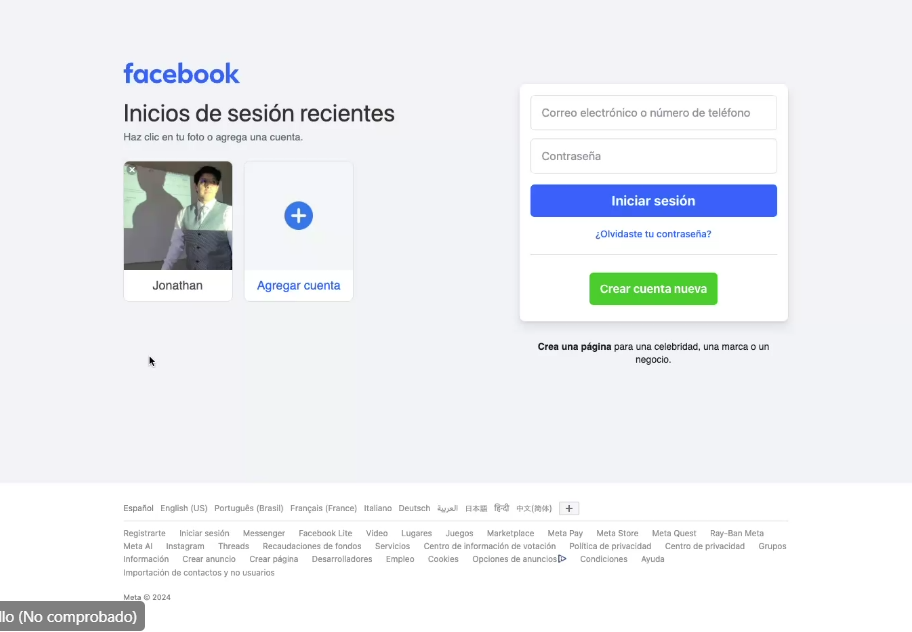 facebook
Inicios de sesión recientes
Haz clic en tu foto o agrega una cuenta.
Jonathan
Agregar cuenta
Correo electrónico o número de teléfono
Contraseña
Iniciar sesión
¿Olvidaste tu contraseña?
Crear cuenta nueva
Crea una página para una celebridad, una marca o un
negocio.
Español English (US) Português (Brasil) Français (France) Italiano Deutsch العربية 日本語 हिन्दी 中文(简体)
Registrarte Iniciar sesión Messenger Facebook Lite Video Lugares Juegos Marketplace Meta Pay Meta Store Meta Quest Ray-Ban Meta
Meta AI Instagram Threads Recaudaciones de fondos Servicios Centro de información de votación Política de privacidad Centro de privacidad Grupos
Información Crear anuncio Crear página Desarrolladores Empleo Cookies Opciones de anuncios Condiciones Ayuda
Importación de contactos y no usuarios
Meta © 2024
llo (No comprobado)